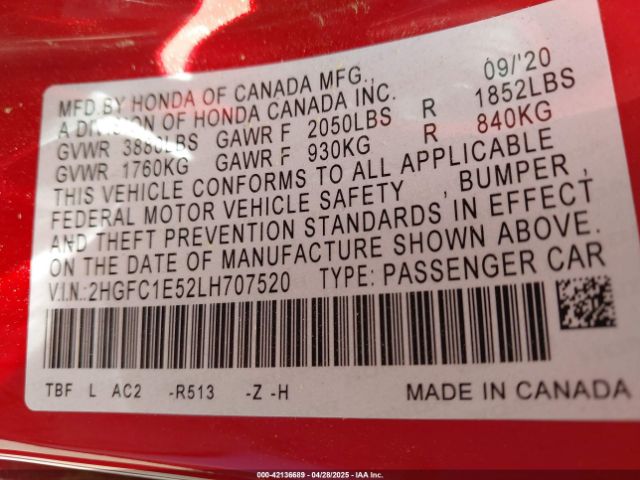 MFD.BY HONDA OF CANADA MFG., 09/'20
A DIVISION OF HONDA CANADA INC.
GVWR 3880LBS GAWR F 2050LBS R 1852LBS
GVWR 1760KG GAWR F 930KG R 840KG
THIS VEHICLE CONFORMS TO ALL APPLICABLE
FEDERAL MOTOR VEHICLE SAFETY , BUMPER ,
AND THEFT PREVENTION STANDARDS IN EFFECT
ON THE DATE OF MANUFACTURE SHOWN ABOVE.
V.I.N.:2HGFC1E52LH707520 TYPE: PASSENGER CAR
TBF L AC2 -R513 -Z -H MADE IN CANADA
000-42136689 - 04/28/2025 - IAA Inc.